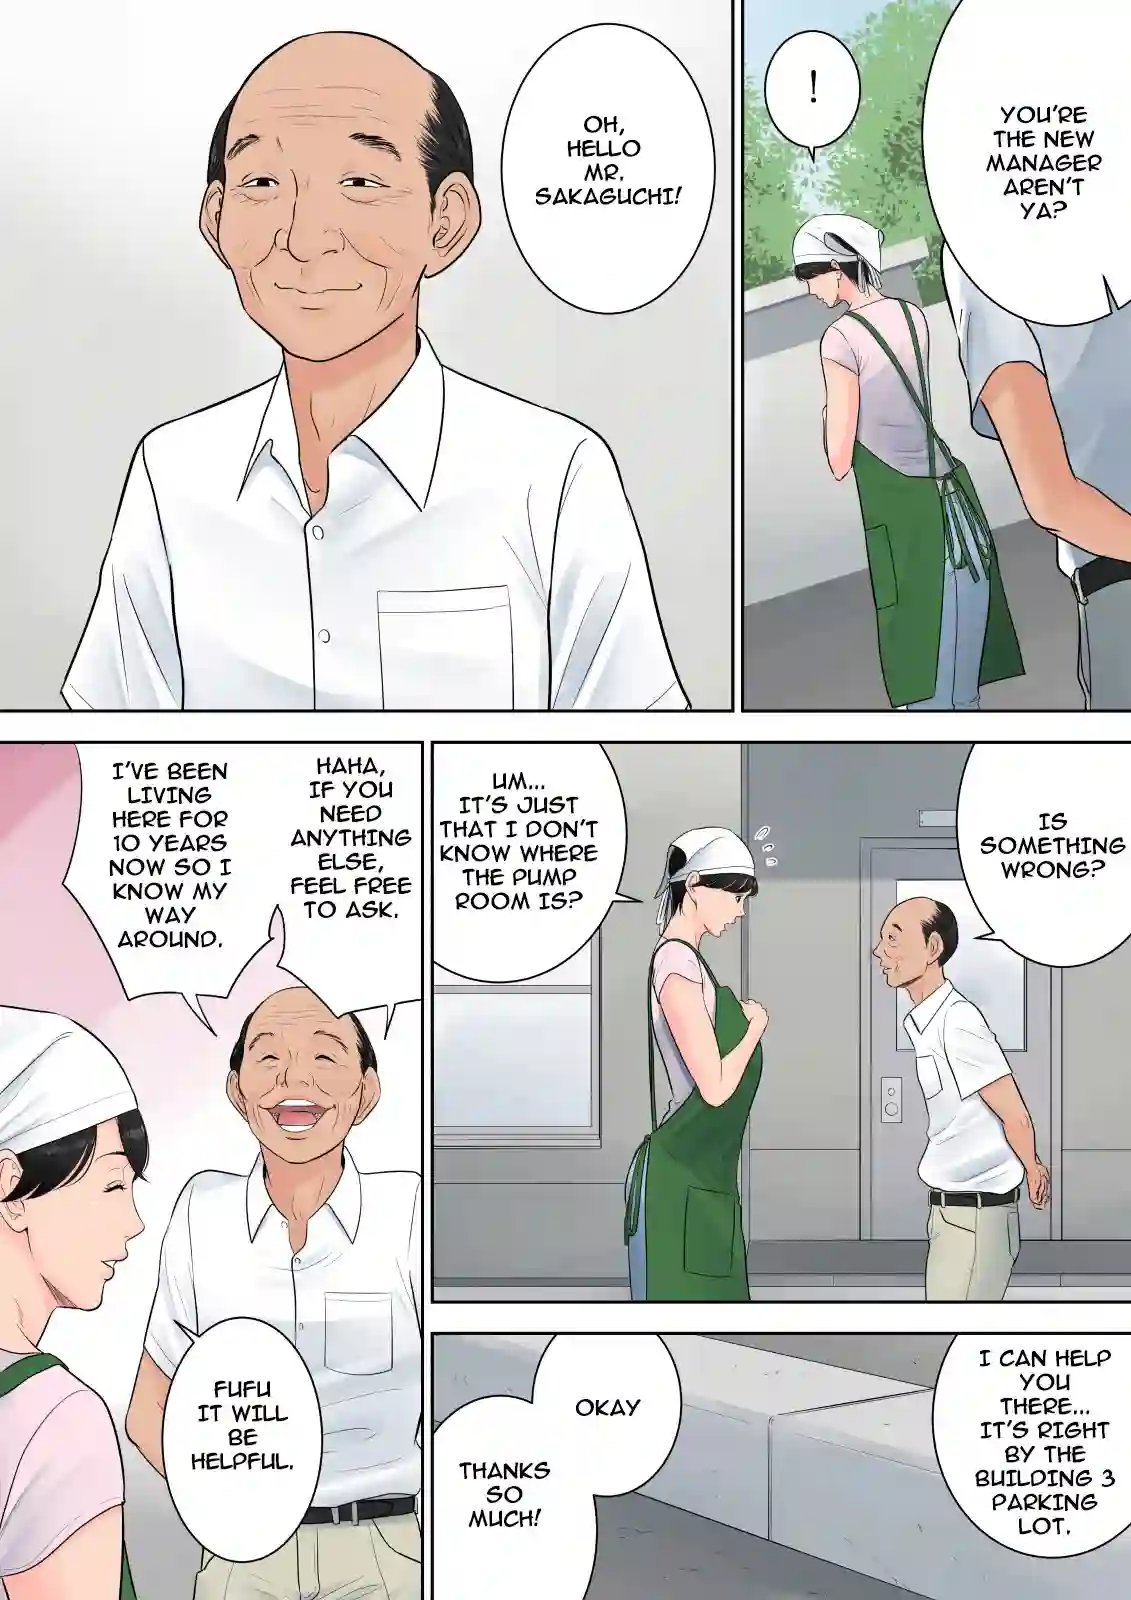 YOU'RE
THE NEW
MANAGER
AREN'T
YA?
!
OH,
HELLO
MR.
SAKAGUCHI!
IS
SOMETHING
WRONG?
UM...
IT'S JUST
THAT I DON'T
KNOW WHERE
THE PUMP
ROOM IS?
I CAN HELP
YOU
THERE...
IT'S RIGHT
BY THE
BUILDING 3
PARKING
LOT.
OKAY
THANKS
SO
MUCH!
HAHA,
IF YOU
NEED
ANYTHING
ELSE,
FEEL FREE
TO ASK.
I'VE BEEN
LIVING
HERE FOR
10 YEARS
NOW SO I
KNOW MY
WAY
AROUND.
FUFU
IT WILL
BE
HELPFUL.